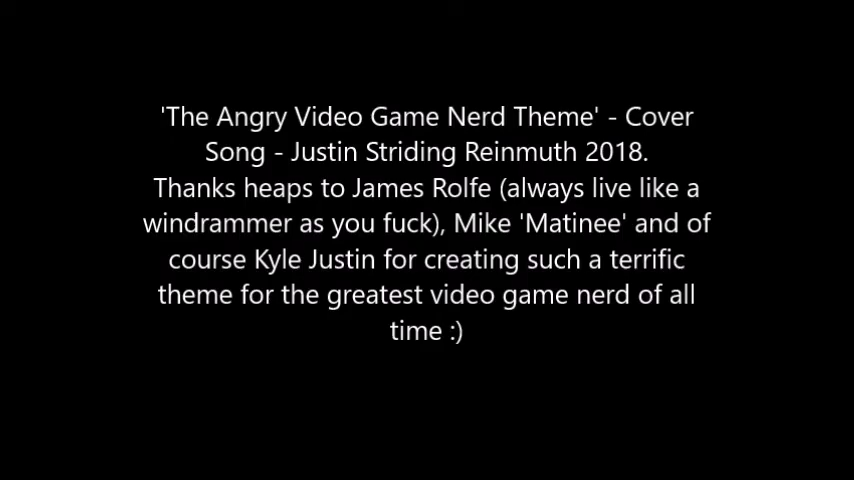 'The Angry Video Game Nerd Theme' - Cover
Song - Justin Striding Reinmuth 2018.
Thanks heaps to James Rolfe (always live like a
windrammer as you fuck), Mike 'Matinee' and of
course Kyle Justin for creating such a terrific
theme for the greatest video game nerd of all
time :)